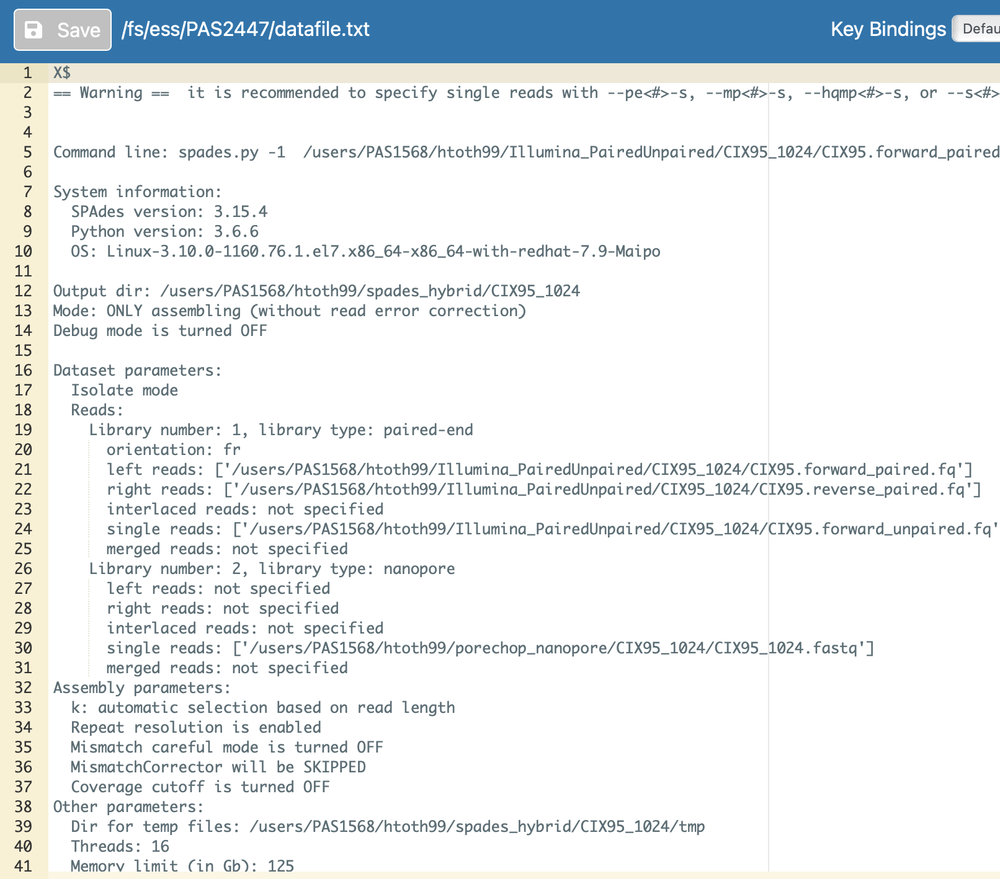 Save /fs/ess/PAS2447/datafile.txt Key Bindings Defau
1 X$
2 == Warning ==  it is recommended to specify single reads with --pe<#>-s, --mp<#>-s, --hqmp<#>-s, or --s<#>
3
4
5 Command line: spades.py -1  /users/PAS1568/htoth99/Illumina_PairedUnpaired/CIX95_1024/CIX95.forward_paired
6
7 System information:
8   SPAdes version: 3.15.4
9   Python version: 3.6.6
10   OS: Linux-3.10.0-1160.76.1.el7.x86_64-x86_64-with-redhat-7.9-Maipo
11
12 Output dir: /users/PAS1568/htoth99/spades_hybrid/CIX95_1024
13 Mode: ONLY assembling (without read error correction)
14 Debug mode is turned OFF
15
16 Dataset parameters:
17   Isolate mode
18   Reads:
19     Library number: 1, library type: paired-end
20       orientation: fr
21       left reads: ['/users/PAS1568/htoth99/Illumina_PairedUnpaired/CIX95_1024/CIX95.forward_paired.fq']
22       right reads: ['/users/PAS1568/htoth99/Illumina_PairedUnpaired/CIX95_1024/CIX95.reverse_paired.fq']
23       interlaced reads: not specified
24       single reads: ['/users/PAS1568/htoth99/Illumina_PairedUnpaired/CIX95_1024/CIX95.forward_unpaired.fq'
25       merged reads: not specified
26     Library number: 2, library type: nanopore
27       left reads: not specified
28       right reads: not specified
29       interlaced reads: not specified
30       single reads: ['/users/PAS1568/htoth99/porechop_nanopore/CIX95_1024/CIX95_1024.fastq']
31       merged reads: not specified
32 Assembly parameters:
33   k: automatic selection based on read length
34   Repeat resolution is enabled
35   Mismatch careful mode is turned OFF
36   MismatchCorrector will be SKIPPED
37   Coverage cutoff is turned OFF
38 Other parameters:
39   Dir for temp files: /users/PAS1568/htoth99/spades_hybrid/CIX95_1024/tmp
40   Threads: 16
41   Memory limit (in Gb): 125